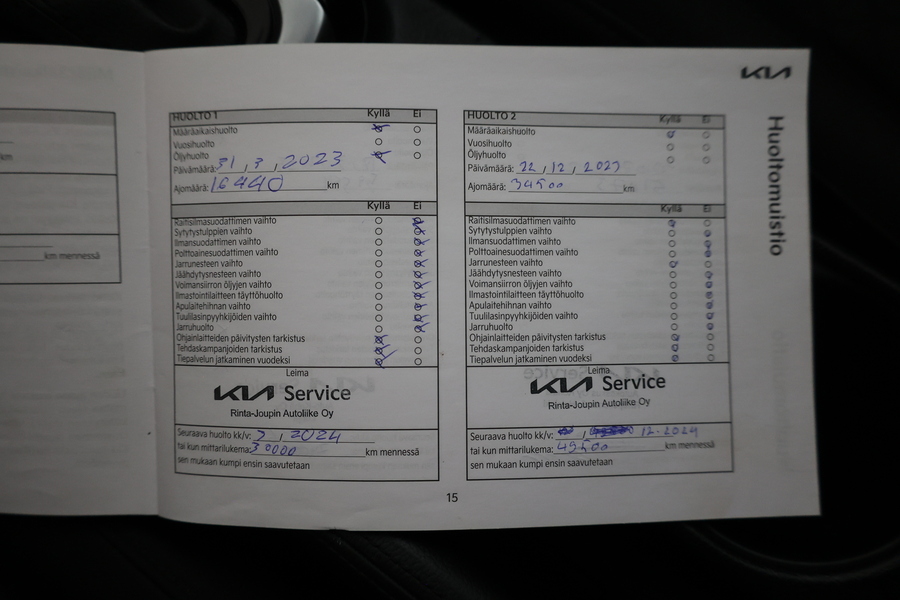 km
km mennessä
KIA
Huoltomuistio
HUOLTO 1 Kyllä Ei
Määräaikaishuolto
Vuosihuolto
Öljyhuolto
Päivämäärä: 31, 3, 2023
Ajomäärä: 16440 km
Kyllä Ei
Raitisilmasuodattimen vaihto
Sytytystulppien vaihto
Ilmansuodattimen vaihto
Polttoainesuodattimen vaihto
Jarrunesteen vaihto
Jäähdytysnesteen vaihto
Voimansiirron öljyjen vaihto
Ilmastointilaitteen täyttöhuolto
Apulaitehihnan vaihto
Tuulilasinpyyhkijöiden vaihto
Jarruhuolto
Ohjainlaitteiden päivitysten tarkistus
Tehdaskampanjoiden tarkistus
Tiepalvelun jatkaminen vuodeksi
Leima
KIA Service
Rinta-Joupin Autoliike Oy
Seuraava huolto kk/v: 3, 2024
tai kun mittarilukema: 30000 km mennessä
sen mukaan kumpi ensin saavutetaan
HUOLTO 2 Kyllä Ei
Määräaikaishuolto
Vuosihuolto
Öljyhuolto
Päivämäärä: 22, 12, 2023
Ajomäärä: 34500 km
Kyllä Ei
Raitisilmasuodattimen vaihto
Sytytystulppien vaihto
Ilmansuodattimen vaihto
Polttoainesuodattimen vaihto
Jarrunesteen vaihto
Jäähdytysnesteen vaihto
Voimansiirron öljyjen vaihto
Ilmastointilaitteen täyttöhuolto
Apulaitehihnan vaihto
Tuulilasinpyyhkijöiden vaihto
Jarruhuolto
Ohjainlaitteiden päivitysten tarkistus
Tehdaskampanjoiden tarkistus
Tiepalvelun jatkaminen vuodeksi
Leima
KIA Service
Rinta-Joupin Autoliike Oy
Seuraava huolto kk/v: 12-2024
tai kun mittarilukema: 49500 km mennessä
sen mukaan kumpi ensin saavutetaan
15